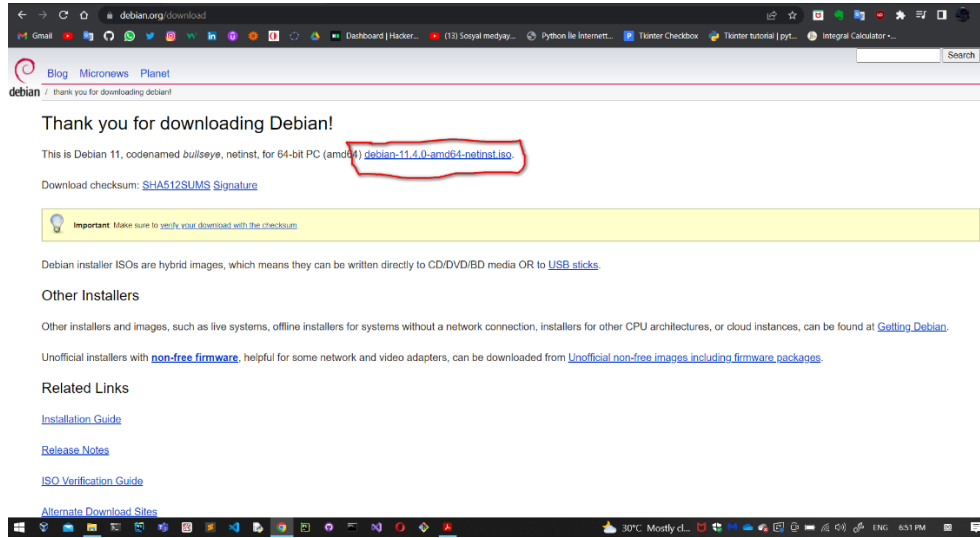 debian.org/download
Gmail
Dashboard | Hacker...
(13) Sosyal medyay...
Python İle İnternett...
Tkinter Checkbox
Tkinter tutorial | pyt...
Integral Calculator •...
Search
Blog Micronews Planet
debian
/ thank you for downloading debian!
Thank you for downloading Debian!
This is Debian 11, codenamed bullseye, netinst, for 64-bit PC (amd64) debian-11.4.0-amd64-netinst.iso.
Download checksum: SHA512SUMS Signature
Important Make sure to verify your download with the checksum.
Debian installer ISOs are hybrid images, which means they can be written directly to CD/DVD/BD media OR to USB sticks.
Other Installers
Other installers and images, such as live systems, offline installers for systems without a network connection, installers for other CPU architectures, or cloud instances, can be found at Getting Debian.
Unofficial installers with non-free firmware, helpful for some network and video adapters, can be downloaded from Unofficial non-free images including firmware packages.
Related Links
Installation Guide
Release Notes
ISO Verification Guide
Alternate Download Sites
30°C Mostly cl... ENG 6:51 PM